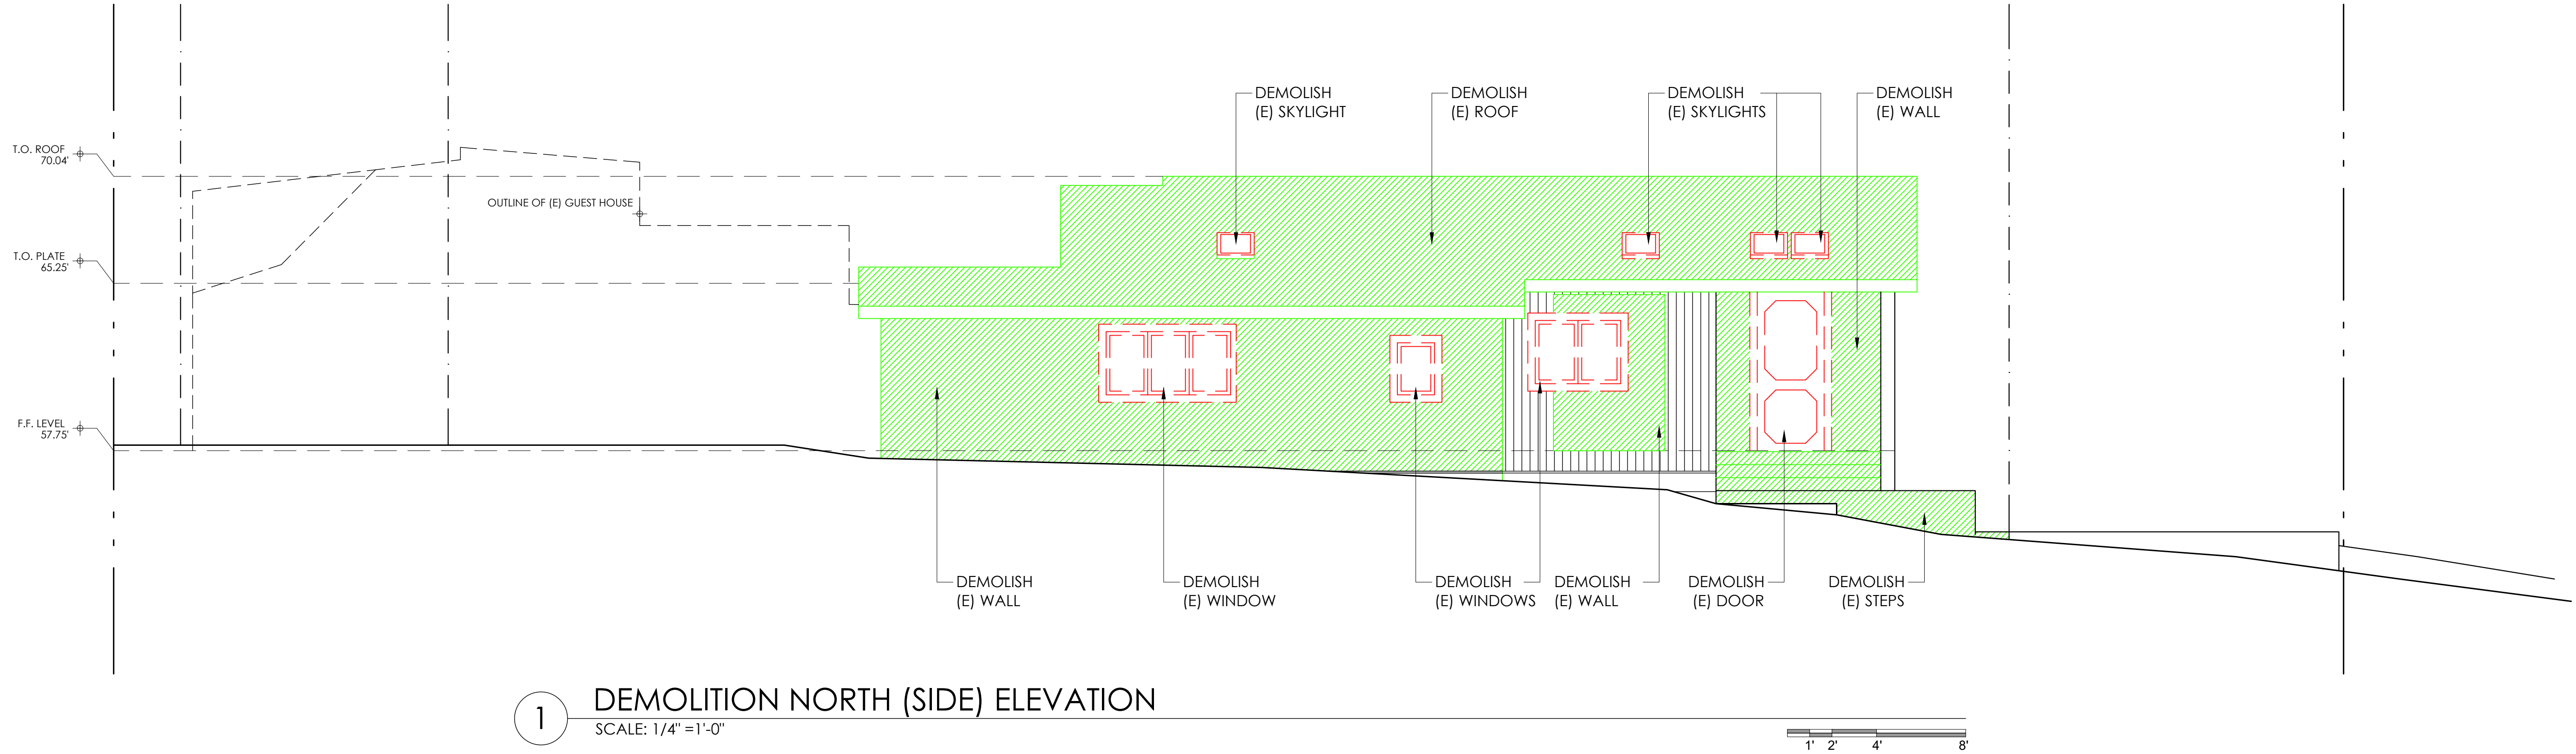 DEMOLISH
(E) SKYLIGHT
DEMOLISH
(E) ROOF
DEMOLISH
(E) SKYLIGHTS
DEMOLISH
(E) WALL
T.O. ROOF
70.04'
OUTLINE OF (E) GUEST HOUSE
T.O. PLATE
65.25'
F.F. LEVEL
57.75'
DEMOLISH
(E) WALL
DEMOLISH
(E) WINDOW
DEMOLISH
(E) WINDOWS
DEMOLISH
(E) WALL
DEMOLISH
(E) DOOR
DEMOLISH
(E) STEPS
1
DEMOLITION NORTH (SIDE) ELEVATION
SCALE: 1/4" =1'-0"
1' 2' 4' 8'